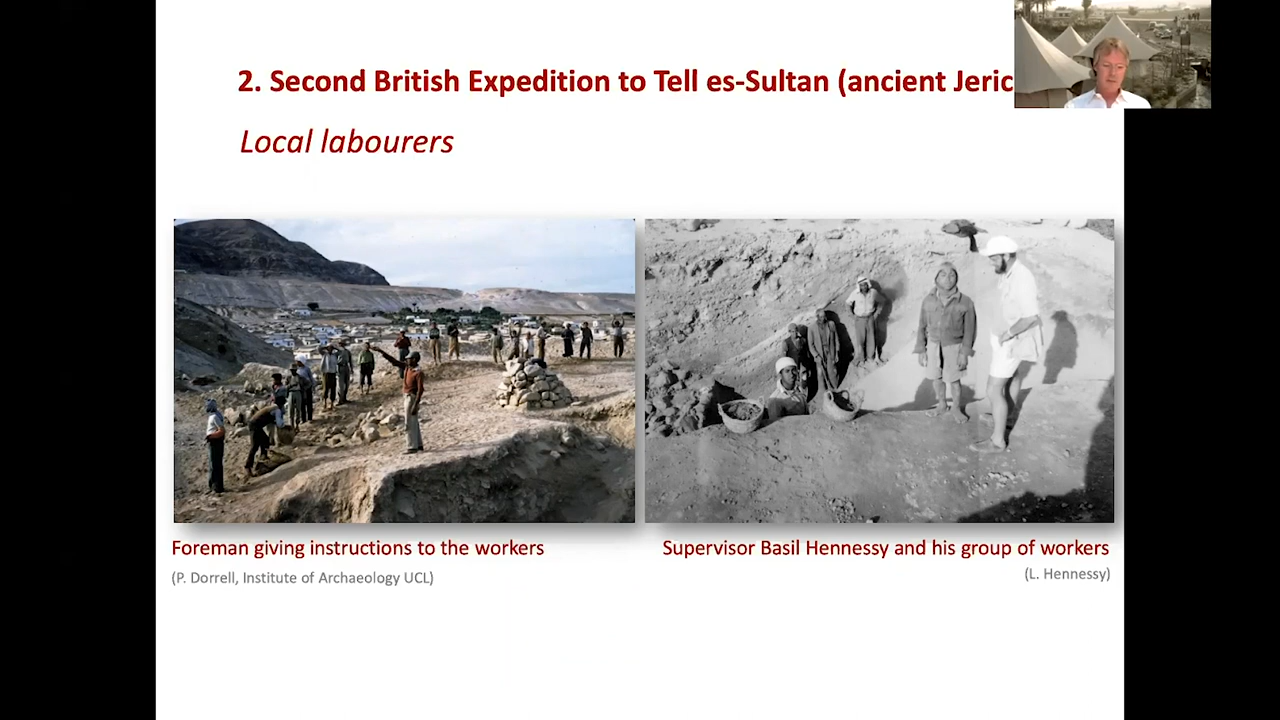 2. Second British Expedition to Tell es-Sultan (ancient Jeric
Local labourers
Foreman giving instructions to the workers
(P. Dorrell, Institute of Archaeology UCL)
Supervisor Basil Hennessy and his group of workers
(L. Hennessy)